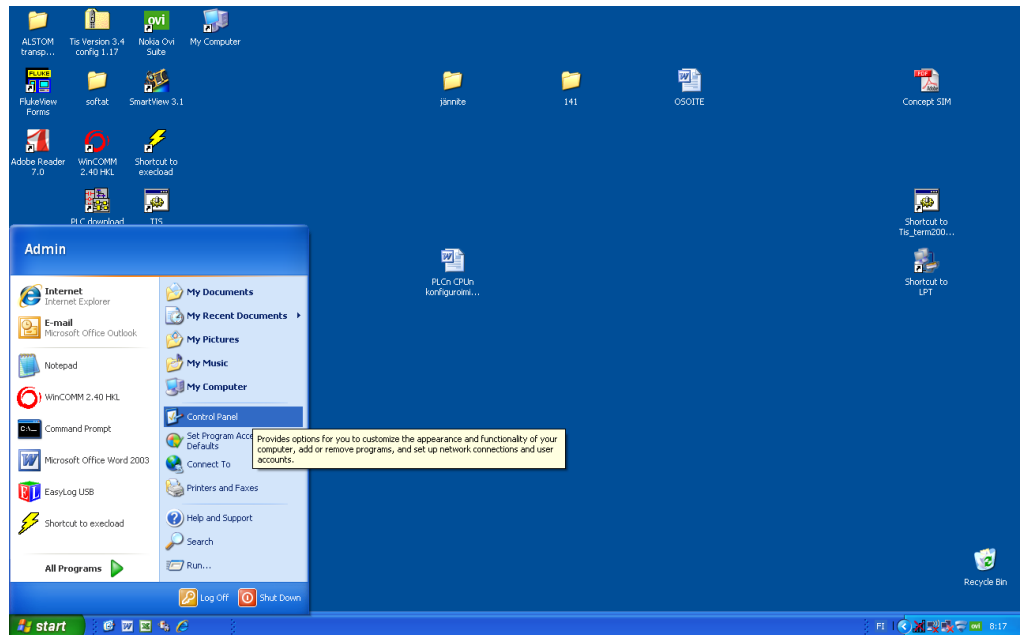 ALSTOM
transp...
Tis Version 3.4
config 1.17
ovi
Nokia Ovi
Suite
My Computer
FLUKE
FlukeView
Forms
softat
SmartView 3.1
jännite
141
OSOITE
PDF
Adobe
Concept SIM
Adobe Reader
7.0
WinCOMM
2.40 HKL
Shortcut to
execload
PLC download
TIS
Shortcut to
Tis_term200...
PLCn CPUn
konfiguroimi...
Shortcut to
LPT
Admin
Internet
Internet Explorer
E-mail
Microsoft Office Outlook
Notepad
WinCOMM 2.40 HKL
C:\_
Command Prompt
Microsoft Office Word 2003
EL
EasyLog USB
Shortcut to execload
All Programs
My Documents
My Recent Documents
My Pictures
My Music
My Computer
Control Panel
Set Program Acce
Defaults
Provides options for you to customize the appearance and functionality of your
computer, add or remove programs, and set up network connections and user
accounts.
Connect To
Printers and Faxes
Help and Support
Search
Run...
Log Off
Shut Down
Recycle Bin
start
FI
ovi
8:17